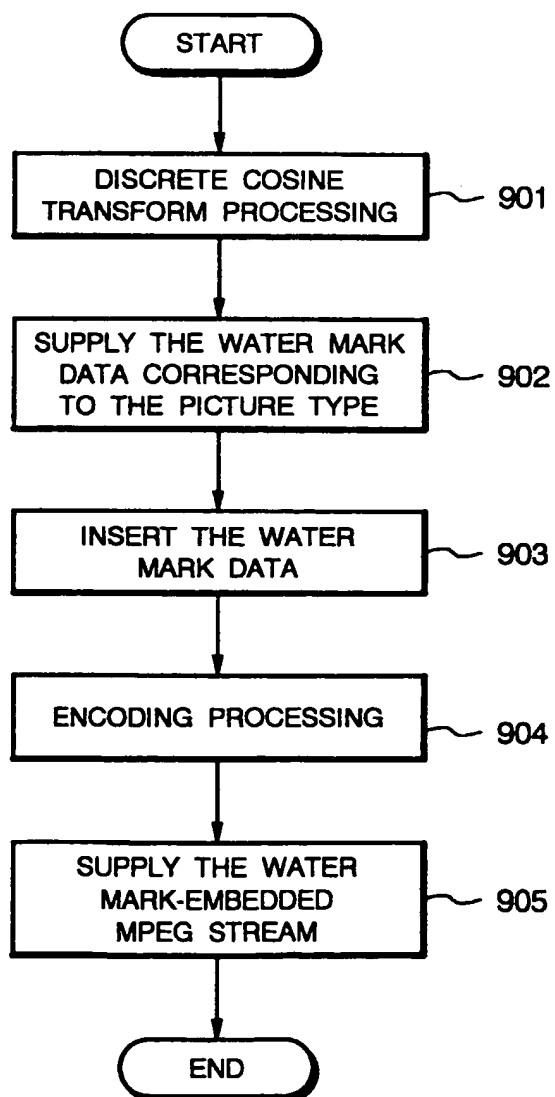 START
DISCRETE COSINE
TRANSFORM PROCESSING
901
SUPPLY THE WATER MARK
DATA CORRESPONDING
TO THE PICTURE TYPE
902
INSERT THE WATER
MARK DATA
903
ENCODING PROCESSING
904
SUPPLY THE WATER
MARK-EMBEDDED
MPEG STREAM
905
END